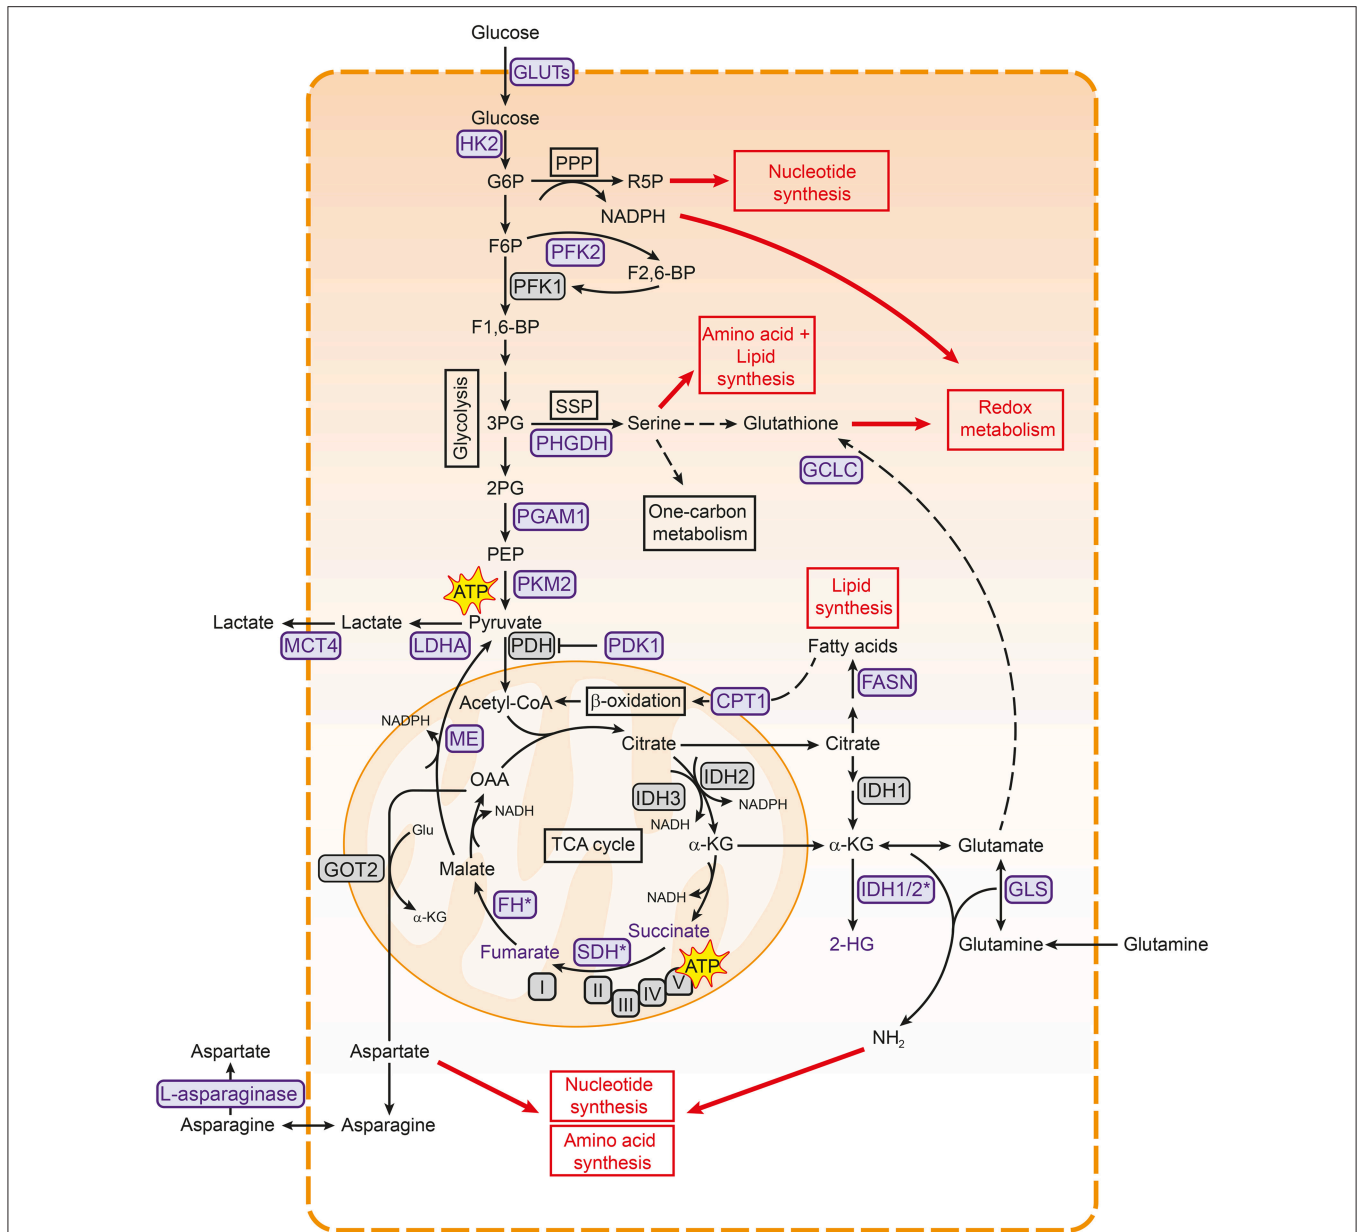 Glucose
GLUTs
Glucose
HK2
PPP
G6P
R5P
Nucleotide
synthesis
NADPH
F6P
PFK2
F2,6-BP
PFK1
F1,6-BP
Amino acid +
Lipid
synthesis
Glycolysis
SSP
3PG
Serine
Glutathione
Redox
metabolism
PHGDH
GCLC
2PG
One-carbon
metabolism
PGAM1
PEP
ATP
PKM2
Lipid
synthesis
Lactate
Lactate
Pyruvate
MCT4
LDHA
PDH
PDK1
Fatty acids
FASN
Acetyl-CoA
β-oxidation
CPT1
NADPH
ME
Citrate
Citrate
OAA
IDH2
IDH3
IDH1
NADH
NADPH
NADH
Glu
TCA cycle
α-KG
α-KG
Glutamate
GOT2
Malate
NADH
IDH1/2*
GLS
FH*
α-KG
Succinate
2-HG
Glutamine
Glutamine
Fumarate
SDH*
ATP
I
II
III
IV
V
NH₂
Aspartate
Aspartate
L-asparaginase
Nucleotide
synthesis
Asparagine
Asparagine
Amino acid
synthesis